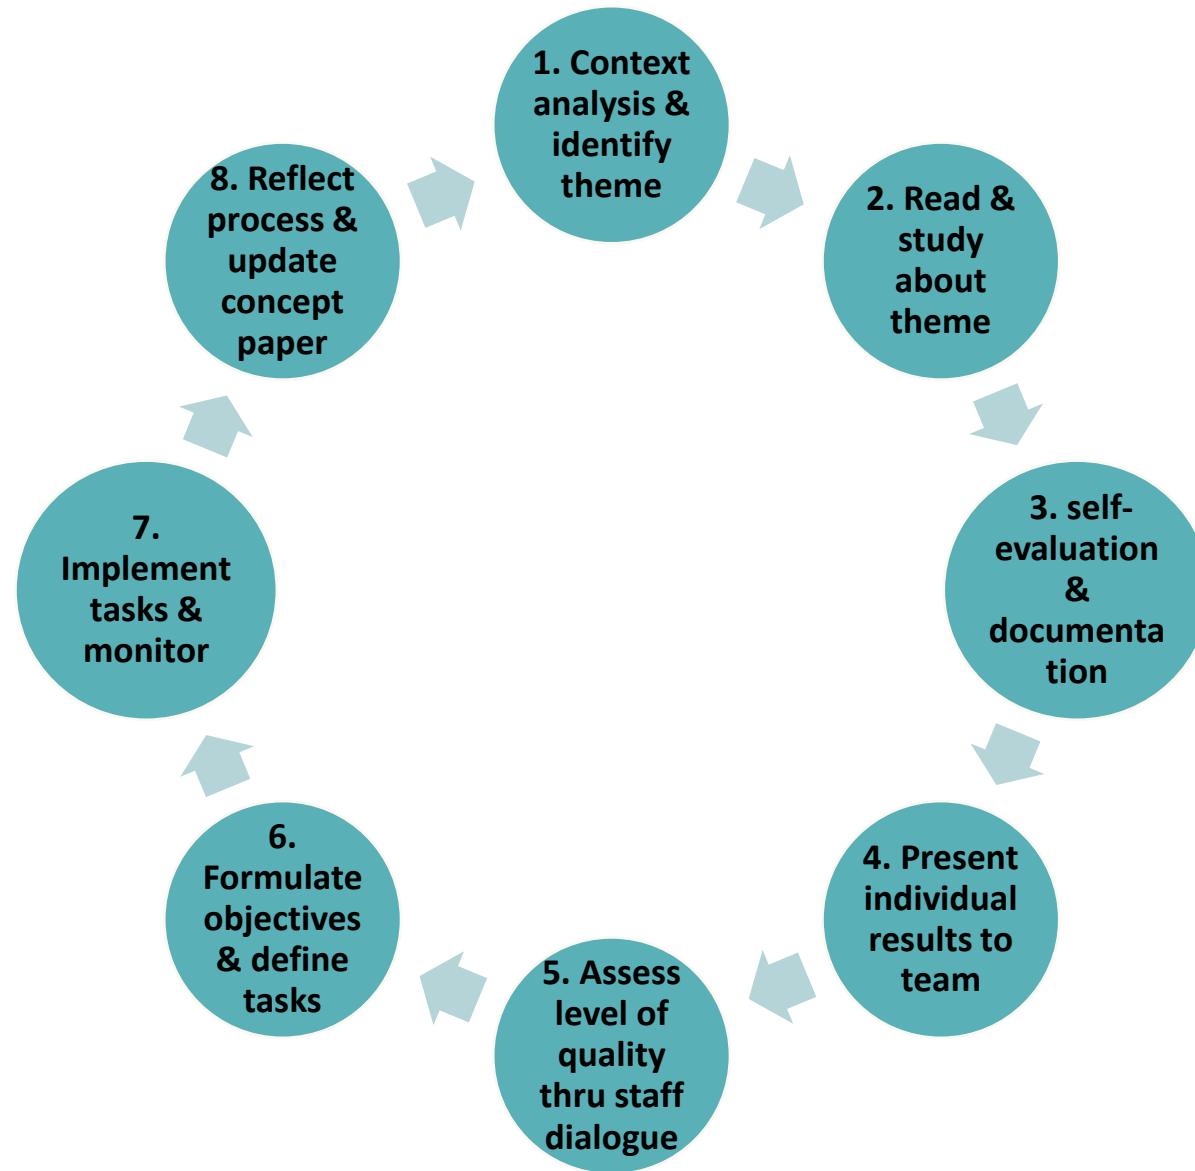 1. Context
analysis &
identify
theme
2. Read &
study
about
theme
3. self-
evaluation
&
documenta
tion
4. Present
individual
results to
team
5. Assess
level of
quality
thru staff
dialogue
6.
Formulate
objectives
& define
tasks
7.
Implement
tasks &
monitor
8. Reflect
process &
update
concept
paper